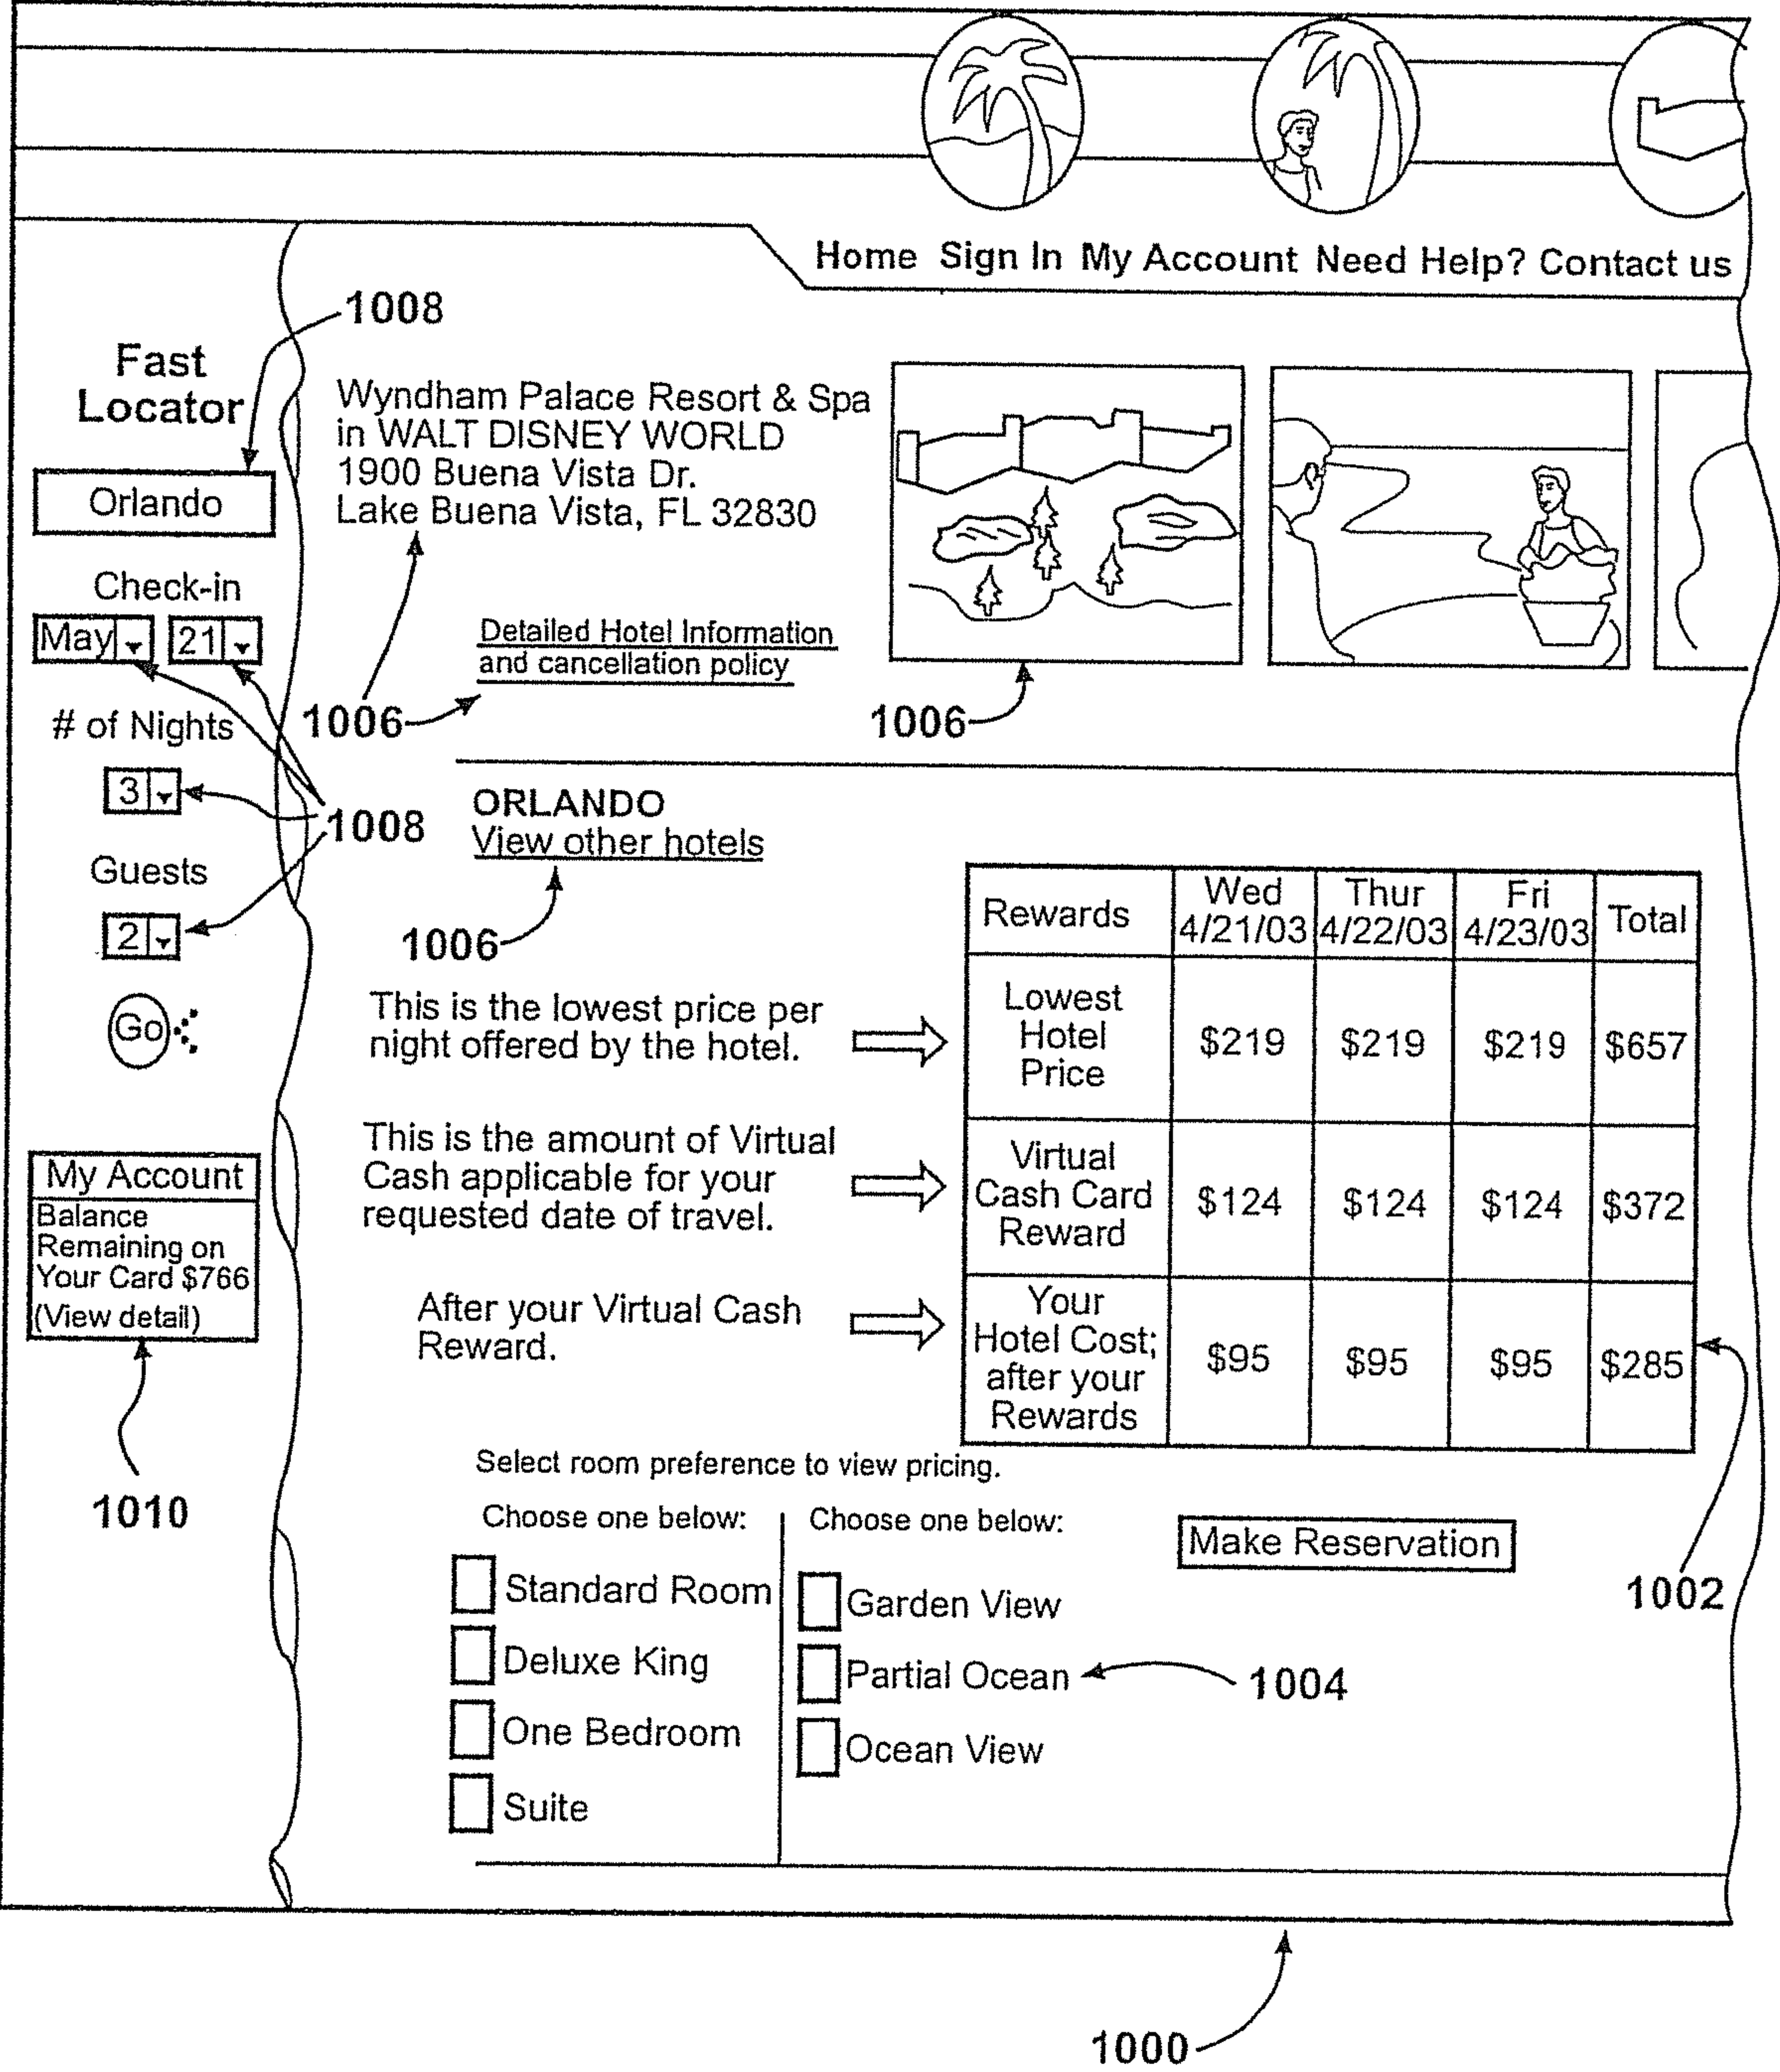 Home Sign In My Account Need Help? Contact us
1008
Fast
Locator
Orlando
Check-in
May 21
# of Nights
3
1008
Guests
2
Go
My Account
Balance
Remaining on
Your Card $766
(View detail)
1010
Wyndham Palace Resort & Spa
in WALT DISNEY WORLD
1900 Buena Vista Dr.
Lake Buena Vista, FL 32830
Detailed Hotel Information
and cancellation policy
1006
1006
ORLANDO
View other hotels
1006
This is the lowest price per
night offered by the hotel.
This is the amount of Virtual
Cash applicable for your
requested date of travel.
After your Virtual Cash
Reward.
Rewards
Wed
4/21/03
Thur
4/22/03
Fri
4/23/03
Total
Lowest
Hotel
Price
$219 $219 $219 $657
Virtual
Cash Card
Reward
$124 $124 $124 $372
Your
Hotel Cost;
after your
Rewards
$95 $95 $95 $285
1002
Select room preference to view pricing.
Choose one below:
Standard Room
Deluxe King
One Bedroom
Suite
Choose one below:
Garden View
Partial Ocean
Ocean View
1004
Make Reservation
1000